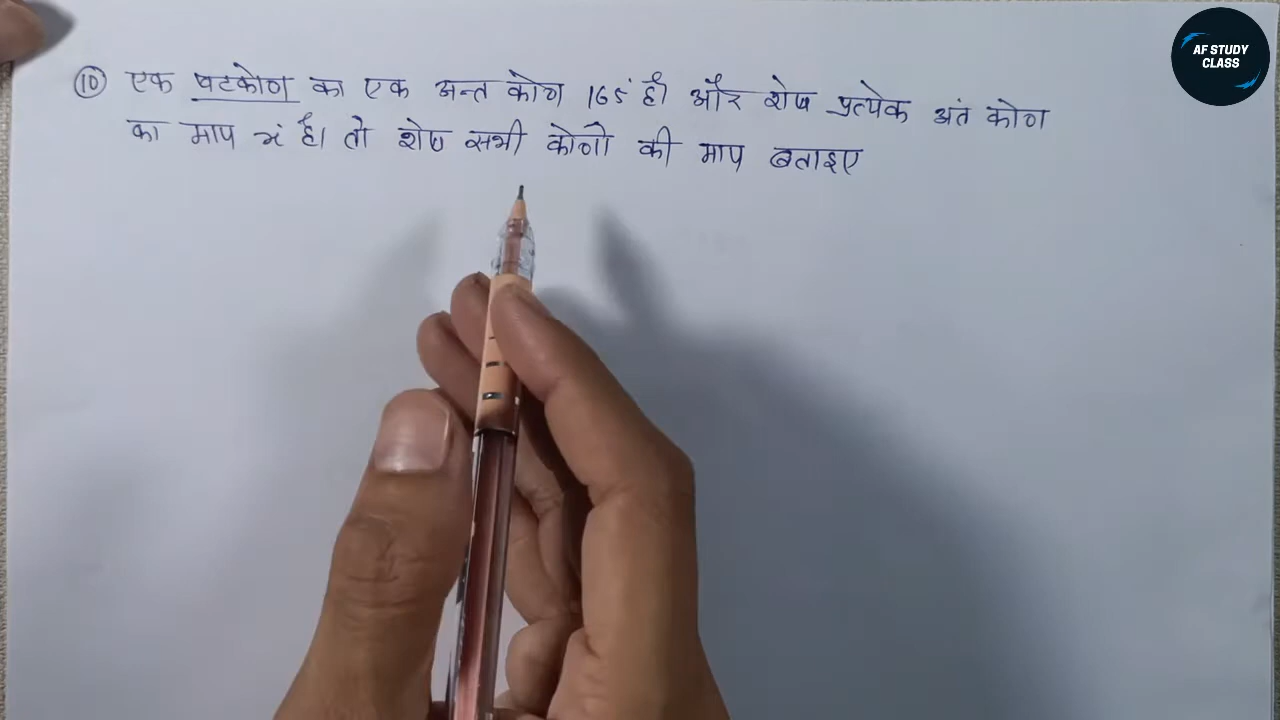 ⑩ एक षटकोण का एक अन्त कोण 165° है। और शेष प्रत्येक अंत कोण
का माप x° है। तो शेष सभी कोणो की माप बताइए
AF STUDY
CLASS